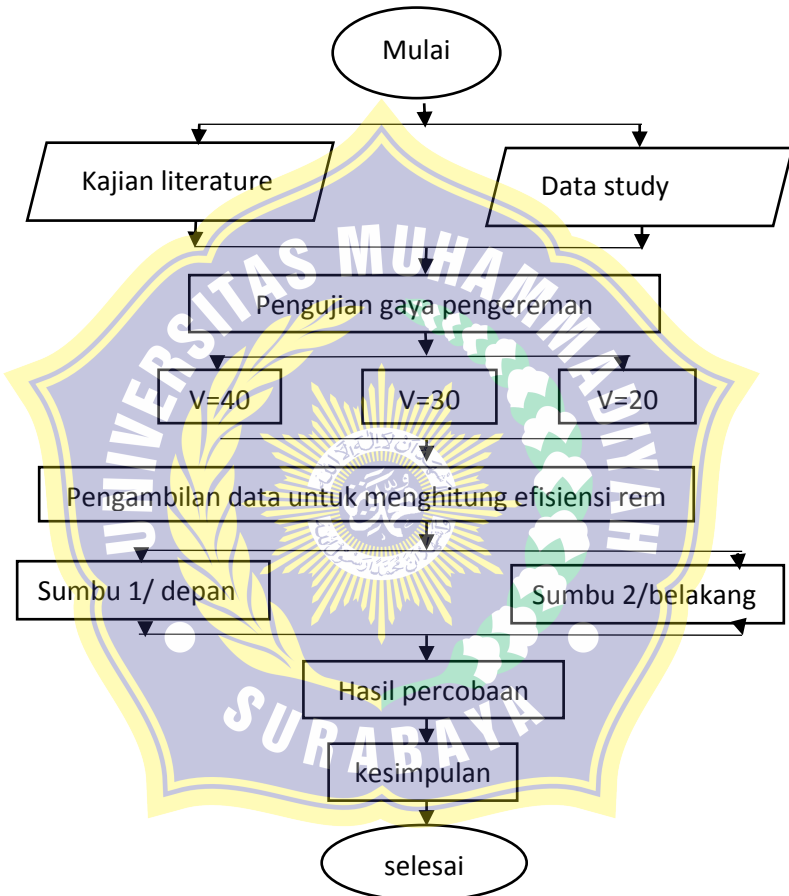 Mulai
Kajian literature
Data study
Pengujian gaya pengereman
V=40
V=30
V=20
Pengambilan data untuk menghitung efisiensi rem
Sumbu 1/ depan
Sumbu 2/belakang
Hasil percobaan
kesimpulan
selesai
UNIVERSITAS MUHAMMADIYAH
SURABAYA